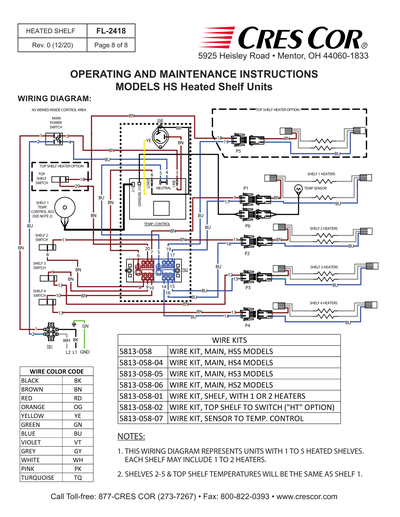 HEATED SHELF FL-2418
Rev. 0 (12/20) Page 8 of 8
CRES COR®
5925 Heisley Road • Mentor, OH 44060-1833
OPERATING AND MAINTENANCE INSTRUCTIONS
MODELS HS Heated Shelf Units
WIRING DIAGRAM:
AS VIEWED INSIDE CONTROL AREA
TOP SHELF HEATER OPTION
MAIN
POWER
SWITCH
TOP SHELF HEATER OPTION
TOP
SHELF
SWITCH
SHELF 1
TEMP.
CONTROL ADJ
(SEE NOTE 2)
SHELF 2
SWITCH
SHELF 3
SWITCH
SHELF 4
SWITCH
NEUTRAL
TEMP. CONTROL
P5
SHELF 1 HEATERS
TEMP SENSOR
P1
P6
SHELF 2 HEATERS
P2
SHELF 3 HEATERS
P3
SHELF 4 HEATERS
P4
TB1
WH BK
GN
L2 L1 GND
WIRE COLOR CODE
BLACK BK
BROWN BN
RED RD
ORANGE OG
YELLOW YE
GREEN GN
BLUE BU
VIOLET VT
GREY GY
WHITE WH
PINK PK
TURQUOISE TQ
WIRE KITS
5813-058 WIRE KIT, MAIN, HS5 MODELS
5813-058-04 WIRE KIT, MAIN, HS4 MODELS
5813-058-05 WIRE KIT, MAIN, HS3 MODELS
5813-058-06 WIRE KIT, MAIN, HS2 MODELS
5813-058-01 WIRE KIT, SHELF, WITH 1 OR 2 HEATERS
5813-058-02 WIRE KIT, TOP SHELF TO SWITCH ("HT" OPTION)
5813-058-07 WIRE KIT, SENSOR TO TEMP. CONTROL
NOTES:
1. THIS WIRING DIAGRAM REPRESENTS UNITS WITH 1 TO 5 HEATED SHELVES.
EACH SHELF MAY INCLUDE 1 TO 2 HEATERS.
2. SHELVES 2-5 & TOP SHELF TEMPERATURES WILL BE THE SAME AS SHELF 1.
Call Toll-free: 877-CRES COR (273-7267) • Fax: 800-822-0393 • www.crescor.com